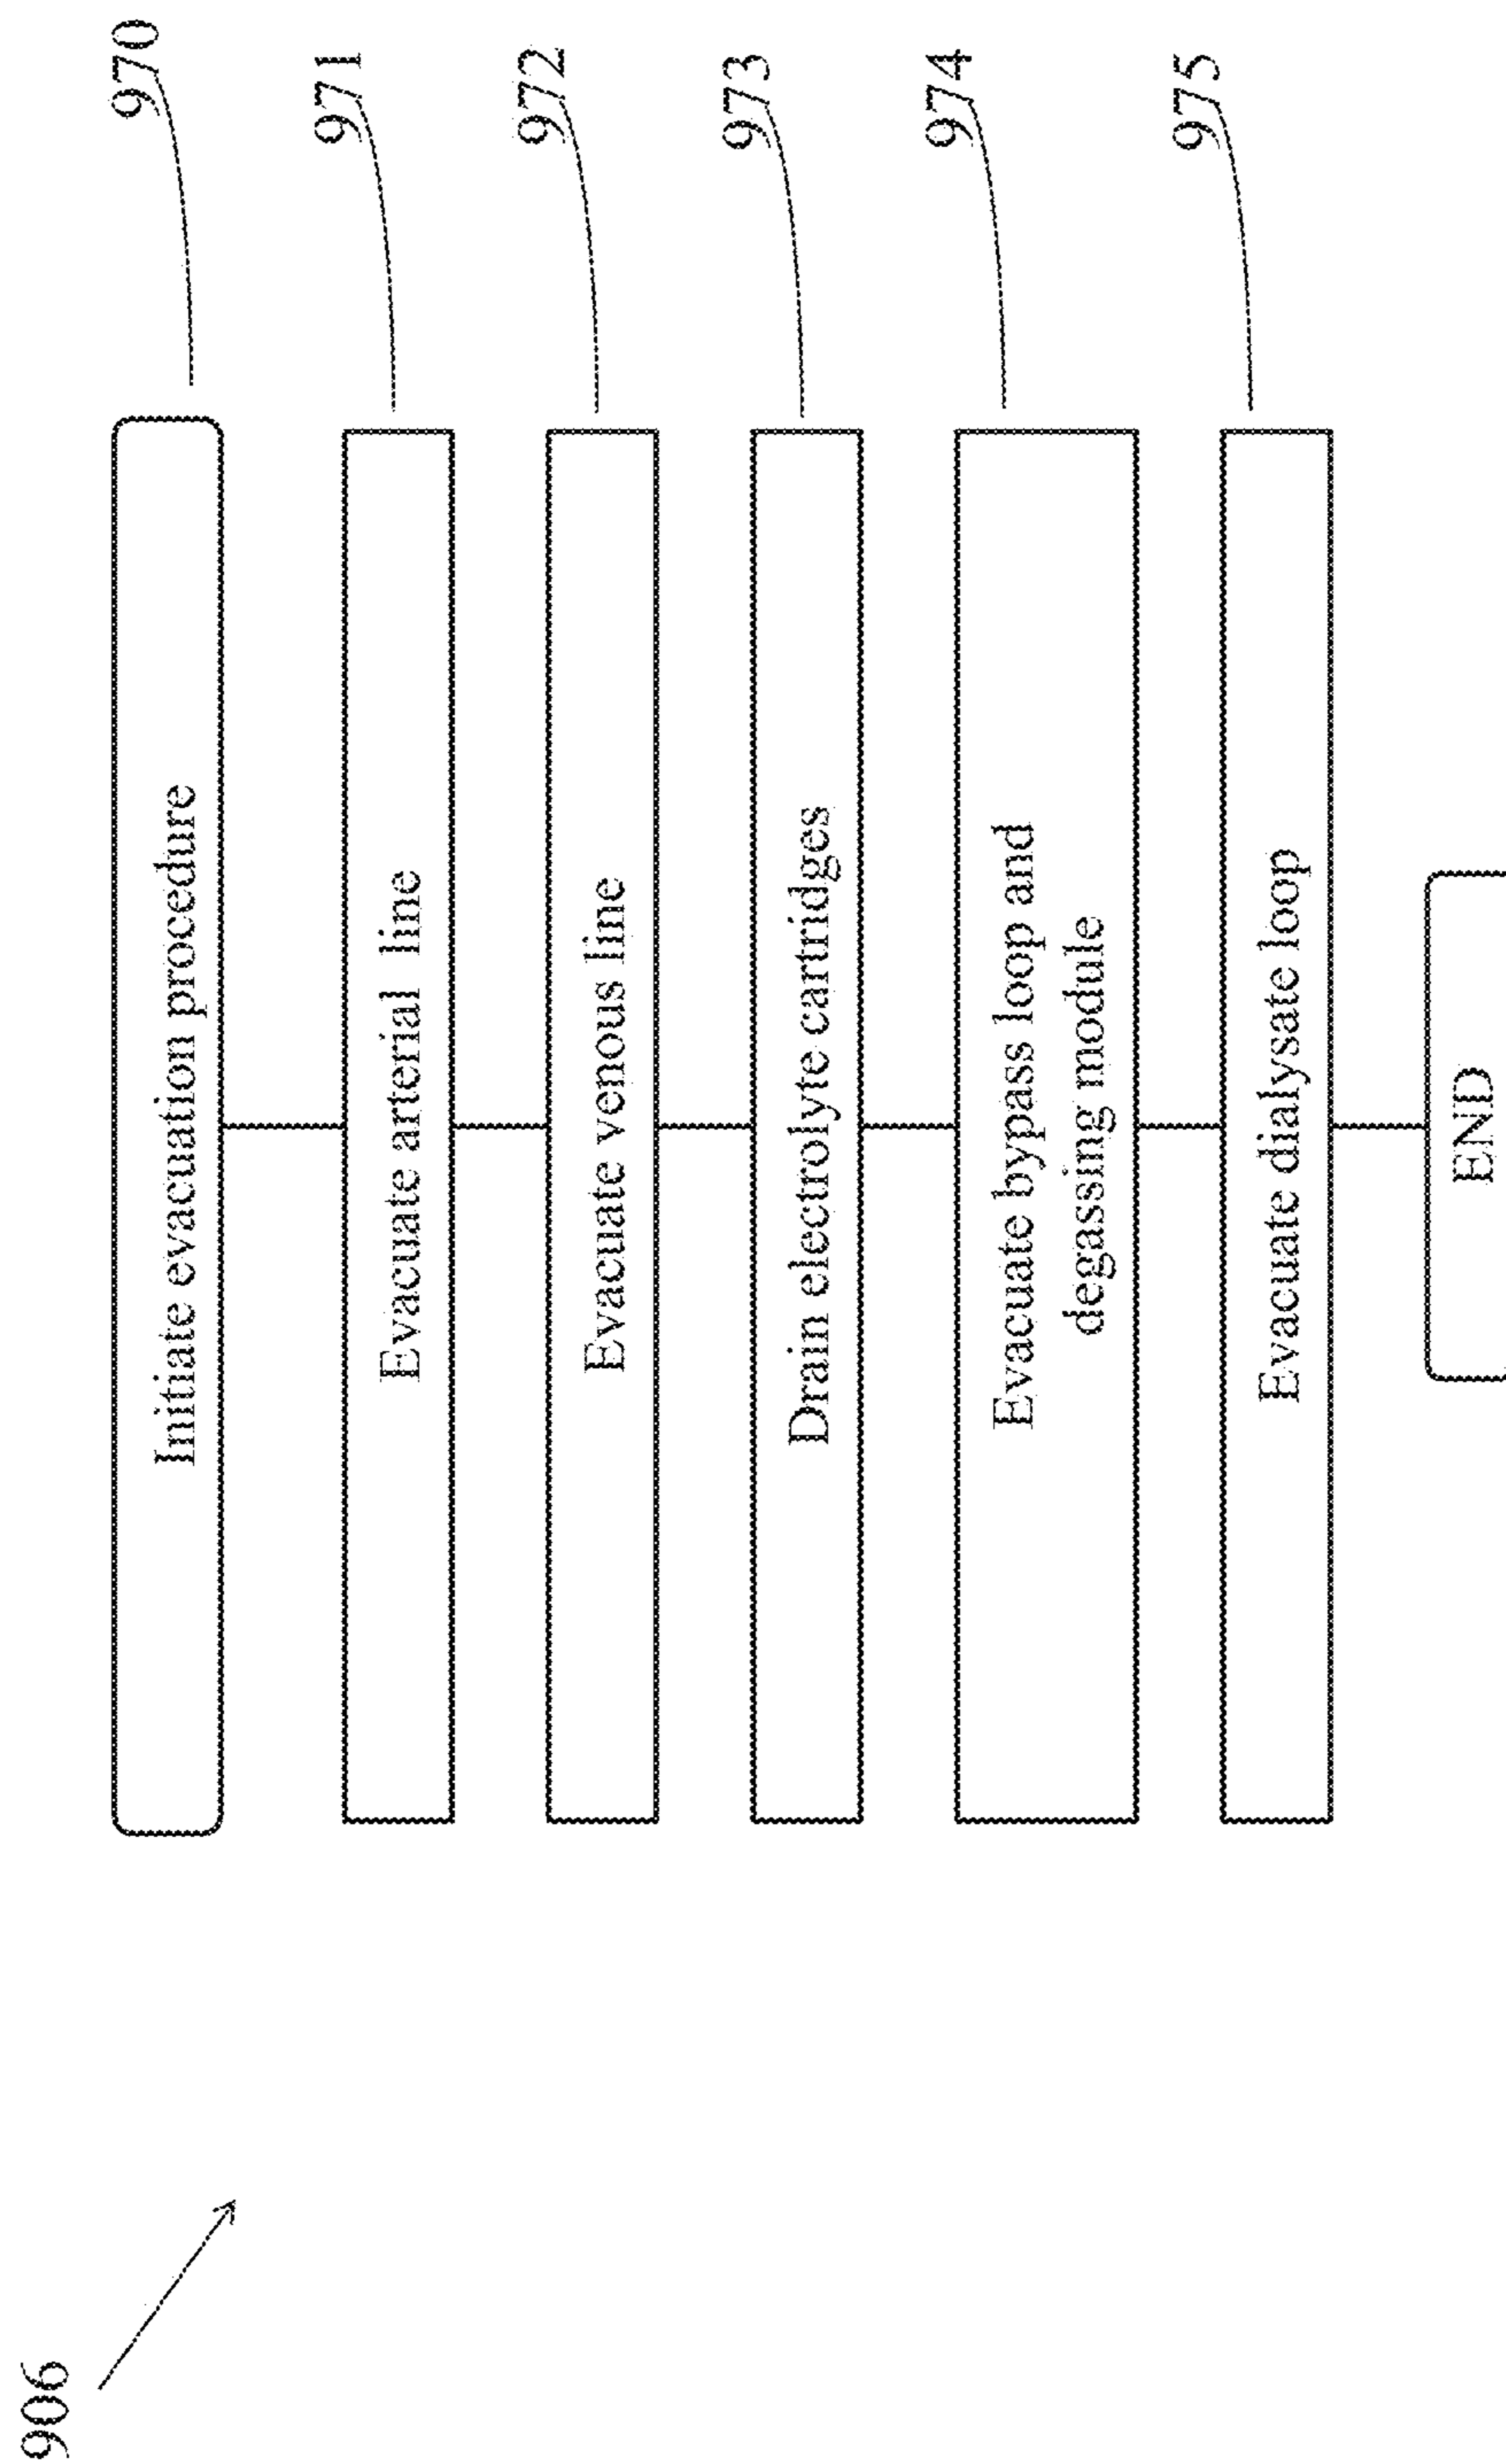 906
Initiate evacuation procedure
970
Evacuate arterial line
971
Evacuate venous line
972
Drain electrolyte cartridges
973
Evacuate bypass loop and
degassing module
974
Evacuate dialysate loop
975
END